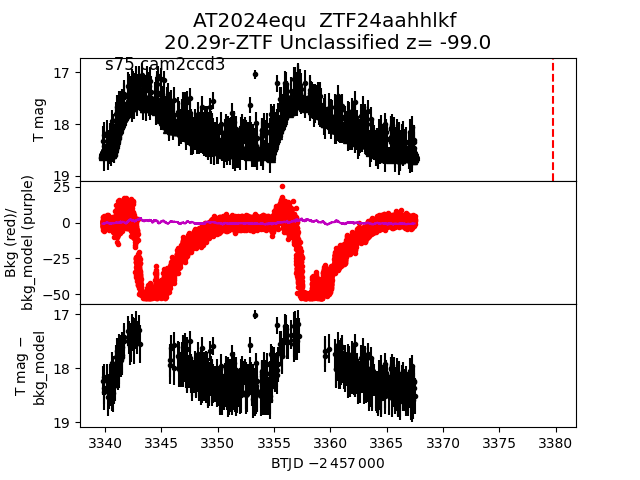 AT2024equ  ZTF24aahhlkf
20.29r-ZTF Unclassified z= -99.0
s75 cam2ccd3
17
18
19
T mag
25
0
−25
−50
Bkg (red)/
bkg_model (purple)
17
18
19
T mag −
bkg_model
3340 3345 3350 3355 3360 3365 3370 3375 3380
BTJD −2 457 000